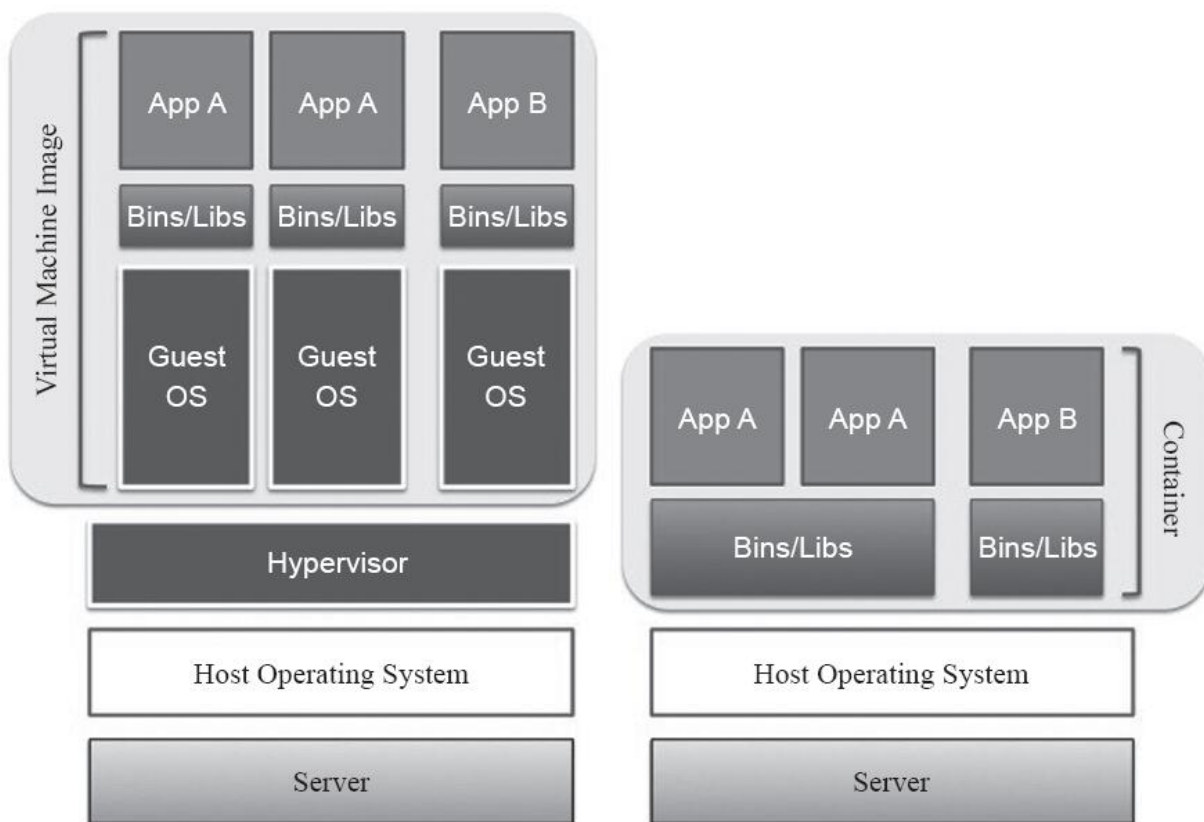 Virtual Machine Image
App A
App A
App B
Bins/Libs
Bins/Libs
Bins/Libs
Guest
OS
Guest
OS
Guest
OS
Hypervisor
Host Operating System
Server
App A
App A
App B
Bins/Libs
Bins/Libs
Container
Host Operating System
Server